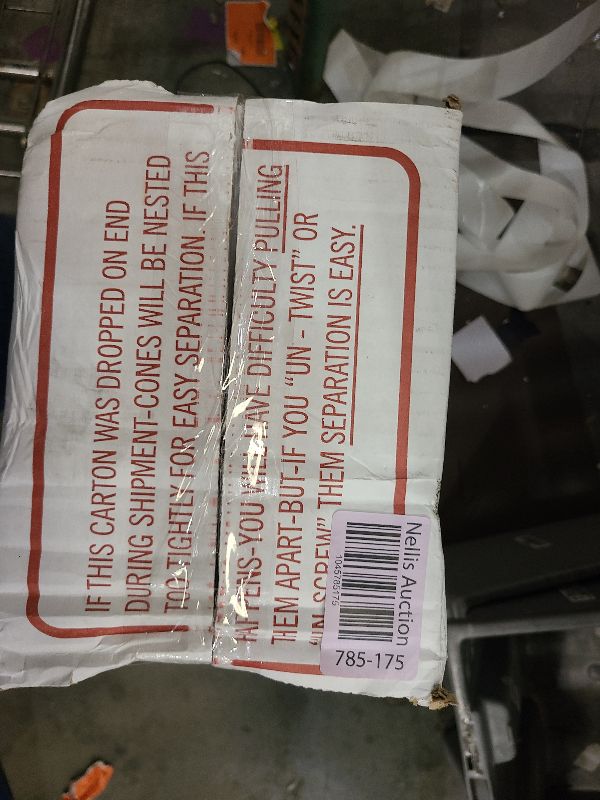 IF THIS CARTON WAS DROPPED ON END
DURING SHIPMENT-CONES WILL BE NESTED
TOO TIGHTLY FOR EASY SEPARATION. IF THIS
HAPPENS-YOU WILL HAVE DIFFICULTY PULLING
THEM APART-BUT-IF YOU "UN - TWIST" OR
"UN-SCREW" THEM SEPARATION IS EASY.
Nellis Auction
1045785175
785-175